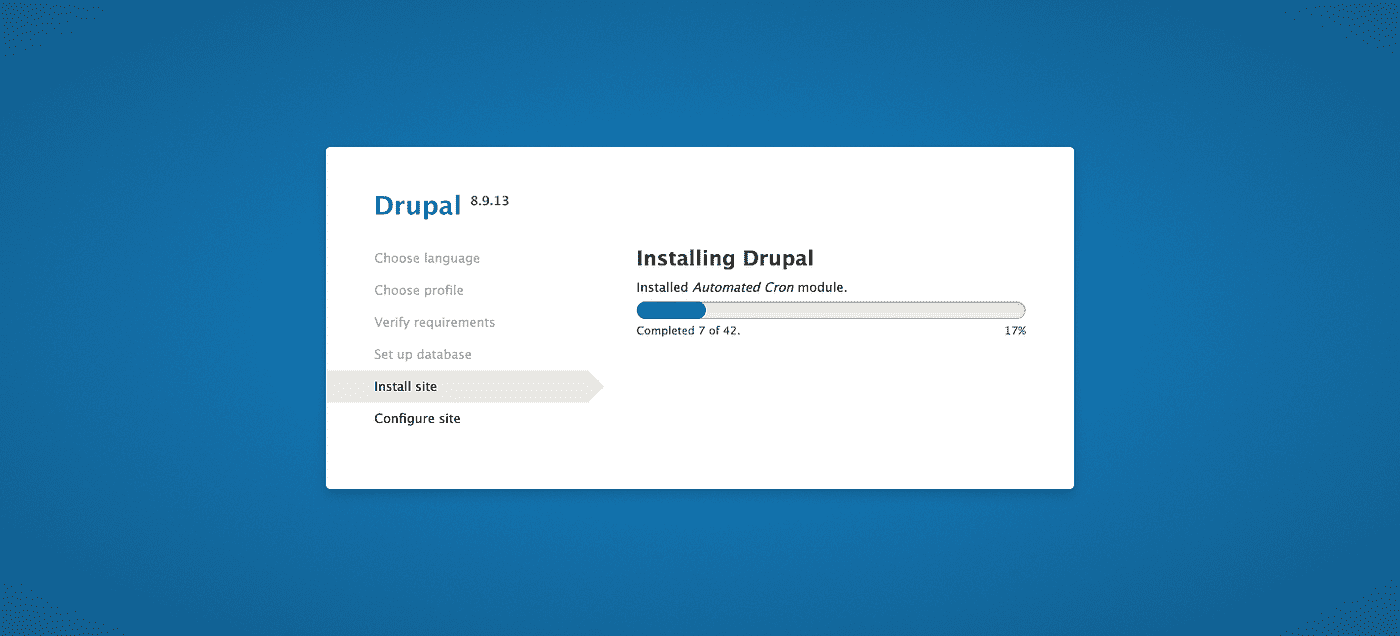 Drupal 8.9.13
Choose language
Choose profile
Verify requirements
Set up database
Install site
Configure site
Installing Drupal
Installed Automated Cron module.
Completed 7 of 42. 17%